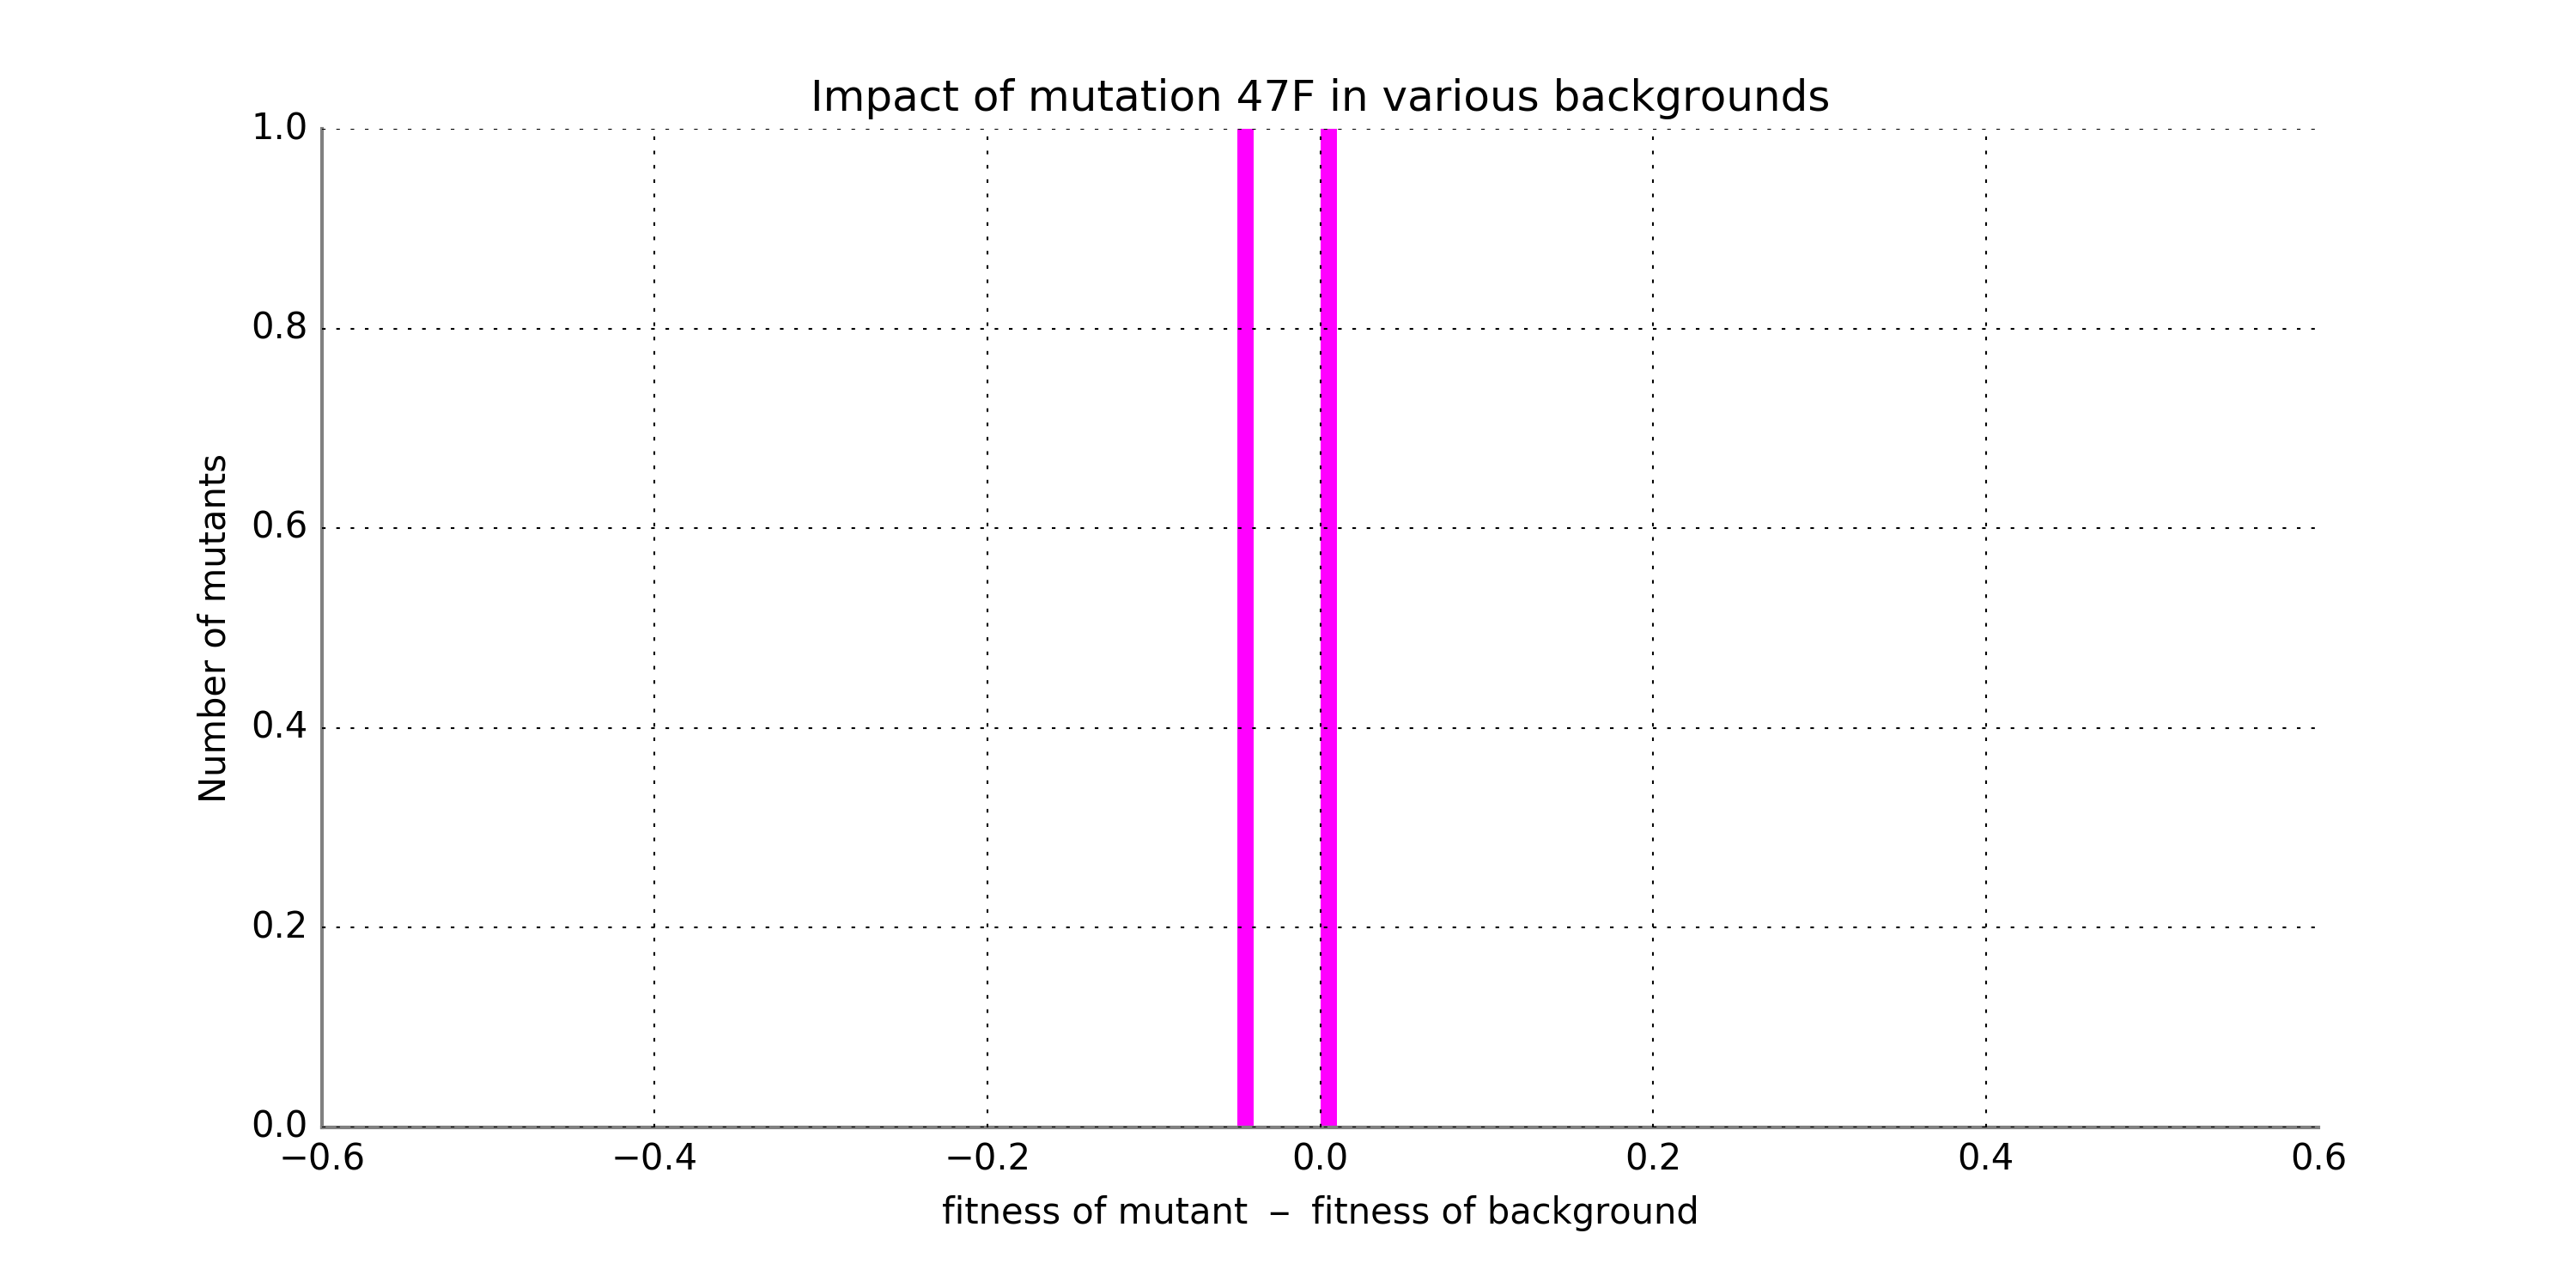 Impact of mutation 47F in various backgrounds
1.0
0.8
0.6
0.4
0.2
0.0
Number of mutants
−0.6 −0.4 −0.2 0.0 0.2 0.4 0.6
fitness of mutant − fitness of background